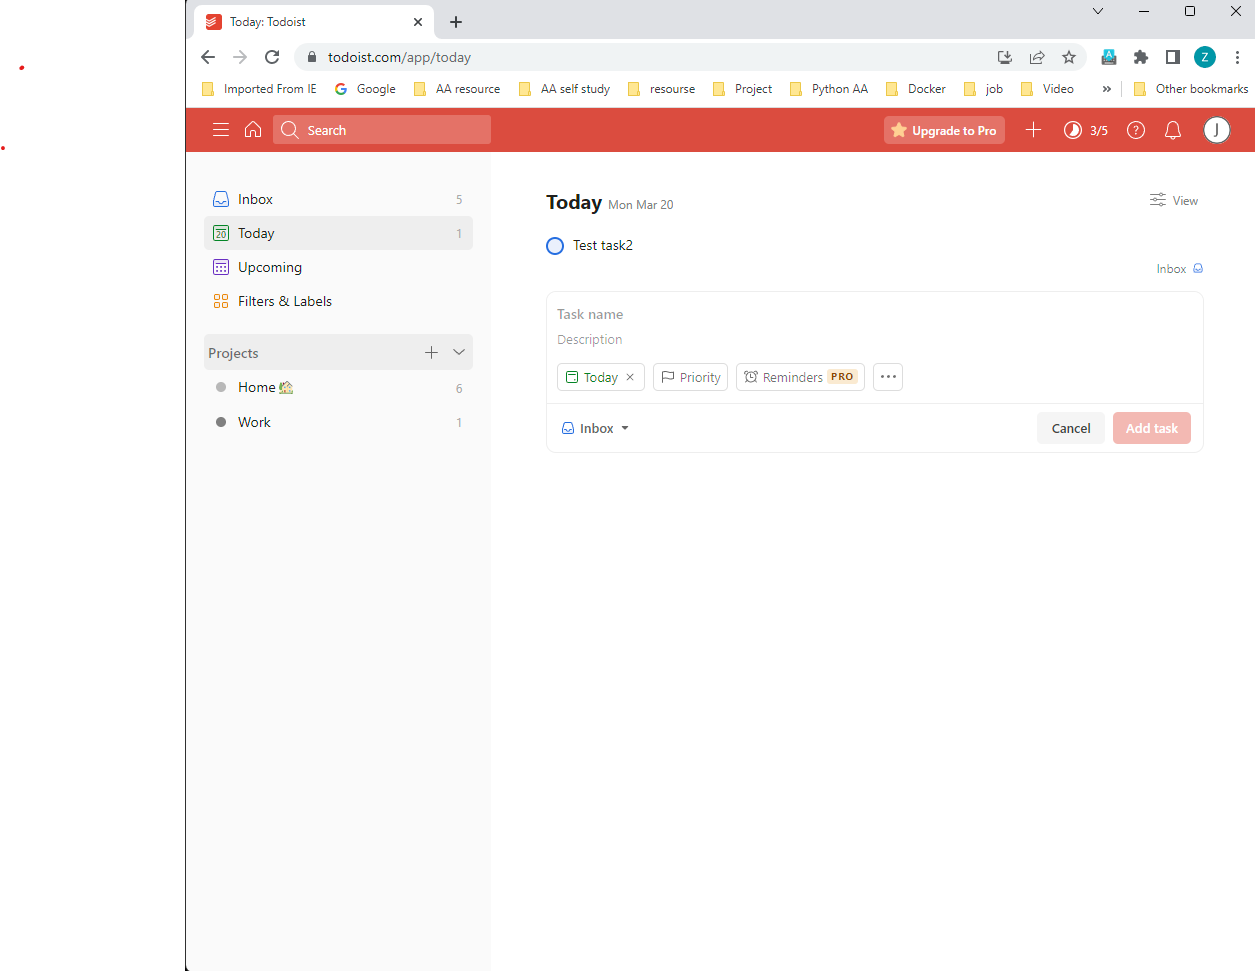 Today: Todoist
todoist.com/app/today
Z
Imported From IE
Google
AA resource
AA self study
resourse
Project
Python AA
Docker
job
Video
»
Other bookmarks
Search
Upgrade to Pro
3/5
?
J
Inbox 5
20 Today 1
Upcoming
Filters & Labels
Projects
Home 🏡 6
Work 1
Today Mon Mar 20
View
Test task2
Inbox
Task name
Description
Today
Priority
Reminders PRO
Inbox
Cancel
Add task